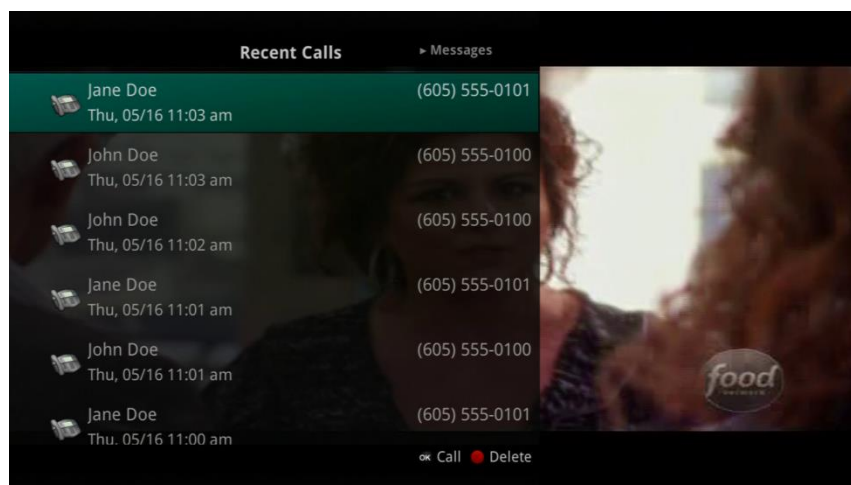 Recent Calls ▸ Messages
Jane Doe (605) 555-0101
Thu, 05/16 11:03 am
John Doe (605) 555-0100
Thu, 05/16 11:03 am
John Doe (605) 555-0100
Thu, 05/16 11:02 am
Jane Doe (605) 555-0101
Thu, 05/16 11:01 am
John Doe (605) 555-0100
Thu, 05/16 11:01 am
Jane Doe (605) 555-0101
Thu, 05/16 11:00 am
food
network
OK Call Delete